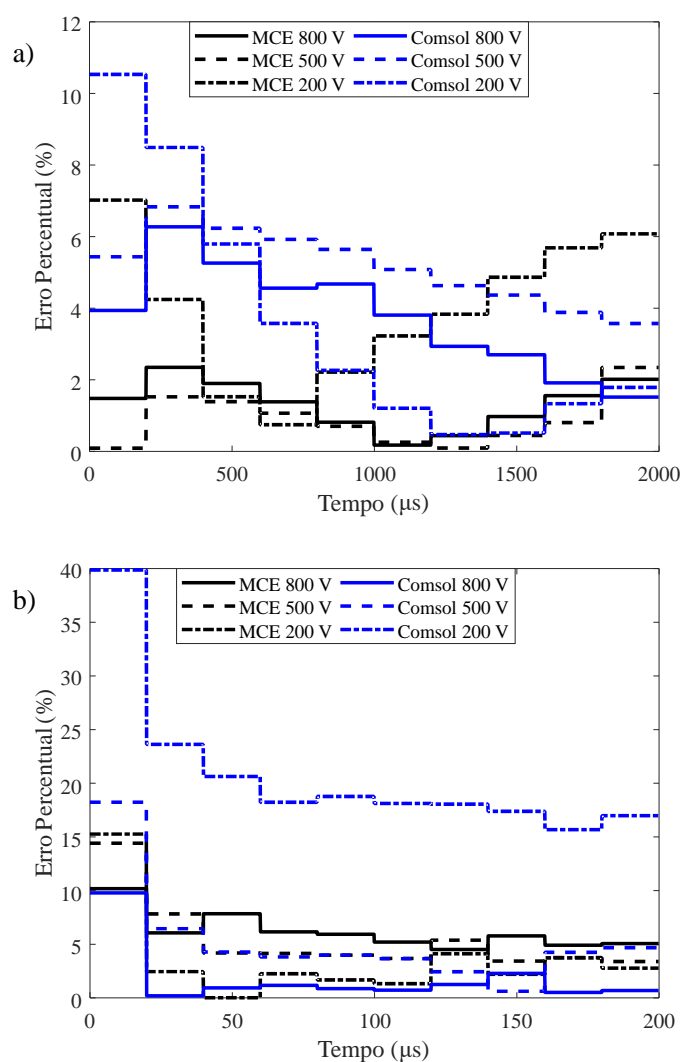 a)
12
10
8
6
4
2
0
Erro Percentual (%)
MCE 800 V
MCE 500 V
MCE 200 V
Comsol 800 V
Comsol 500 V
Comsol 200 V
0 500 1000 1500 2000
Tempo (μs)
b)
40
35
30
25
20
15
10
5
0
Erro Percentual (%)
MCE 800 V
MCE 500 V
MCE 200 V
Comsol 800 V
Comsol 500 V
Comsol 200 V
0 50 100 150 200
Tempo (μs)